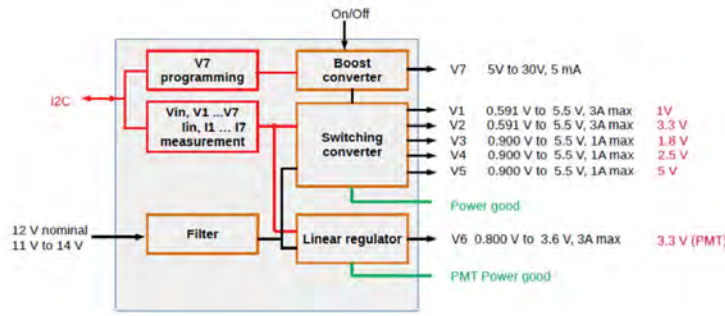 On/Off
V7
programming
Boost
converter
V7 5V to 30V, 5 mA
I2C
Vin, V1 ...V7
Iin, I1 ... I7
measurement
Switching
converter
V1 0.591 V to 5.5 V, 3A max 1V
V2 0.591 V to 5.5 V, 3A max 3.3 V
V3 0.900 V to 5.5 V, 1A max 1.8 V
V4 0.900 V to 5.5 V, 1A max 2.5 V
V5 0.900 V to 5.5 V, 1A max 5 V
Power good
12 V nominal
11 V to 14 V
Filter
Linear regulator
V6 0.800 V to 3.6 V, 3A max 3.3 V (PMT)
PMT Power good